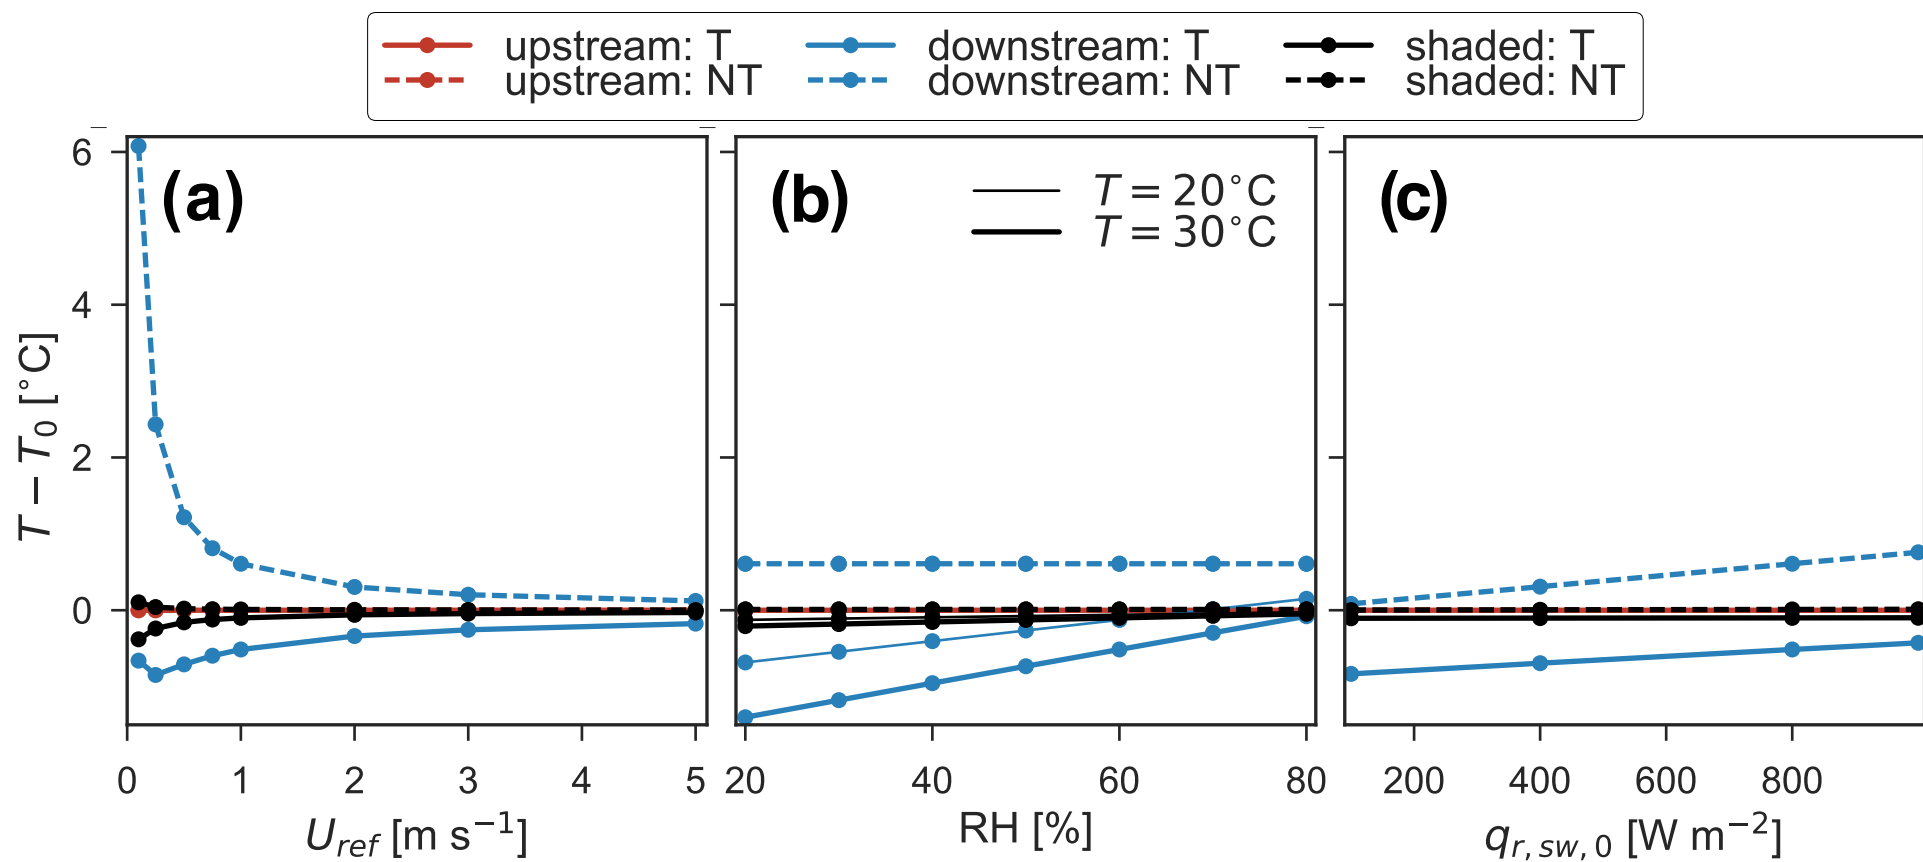 upstream: T downstream: T shaded: T
upstream: NT downstream: NT shaded: NT
(a) (b) (c)
T = 20°C
T = 30°C
6
4
2
0
T − T0 [°C]
0 1 2 3 4 5
20 40 60 80
200 400 600 800
Uref [m s−1]
RH [%]
qr, sw, 0 [W m−2]